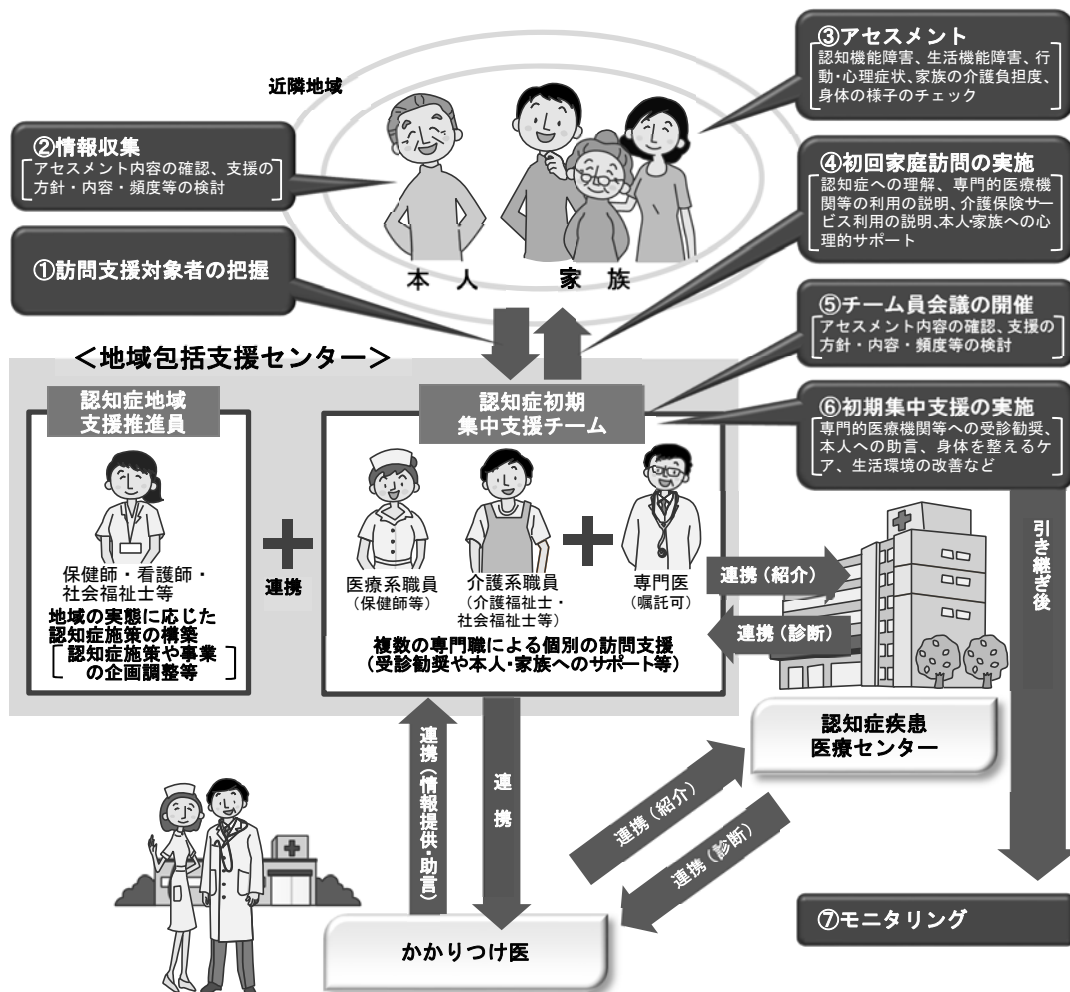 近隣地域
③アセスメント
認知機能障害、生活機能障害、行
動・心理症状、家族の介護負担度、
身体の様子のチェック
②情報収集
アセスメント内容の確認、支援の
方針・内容・頻度等の検討
④初回家庭訪問の実施
認知症への理解、専門的医療機
関等の利用の説明、介護保険サー
ビス利用の説明、本人・家族への心
理的サポート
①訪問支援対象者の把握
本 人
家 族
⑤チーム員会議の開催
アセスメント内容の確認、支援の
方針・内容・頻度等の検討
<地域包括支援センター>
⑥初期集中支援の実施
専門的医療機関等への受診勧奨、
本人への助言、身体を整えるケ
ア、生活環境の改善など
認知症地域
支援推進員
保健師・看護師・
社会福祉士等
地域の実態に応じた
認知症施策の構築
認知症施策や事業
の企画調整等
連携
認知症初期
集中支援チーム
医療系職員
(保健師等)
介護系職員
(介護福祉士・
社会福祉士等)
専門医
(嘱託可)
複数の専門職による個別の訪問支援
(受診勧奨や本人・家族へのサポート等)
連携(紹介)
連携(診断)
引き継ぎ後
認知症疾患
医療センター
連携(情報提供・助言)
連携
連携(紹介)
連携(診断)
かかりつけ医
⑦モニタリング